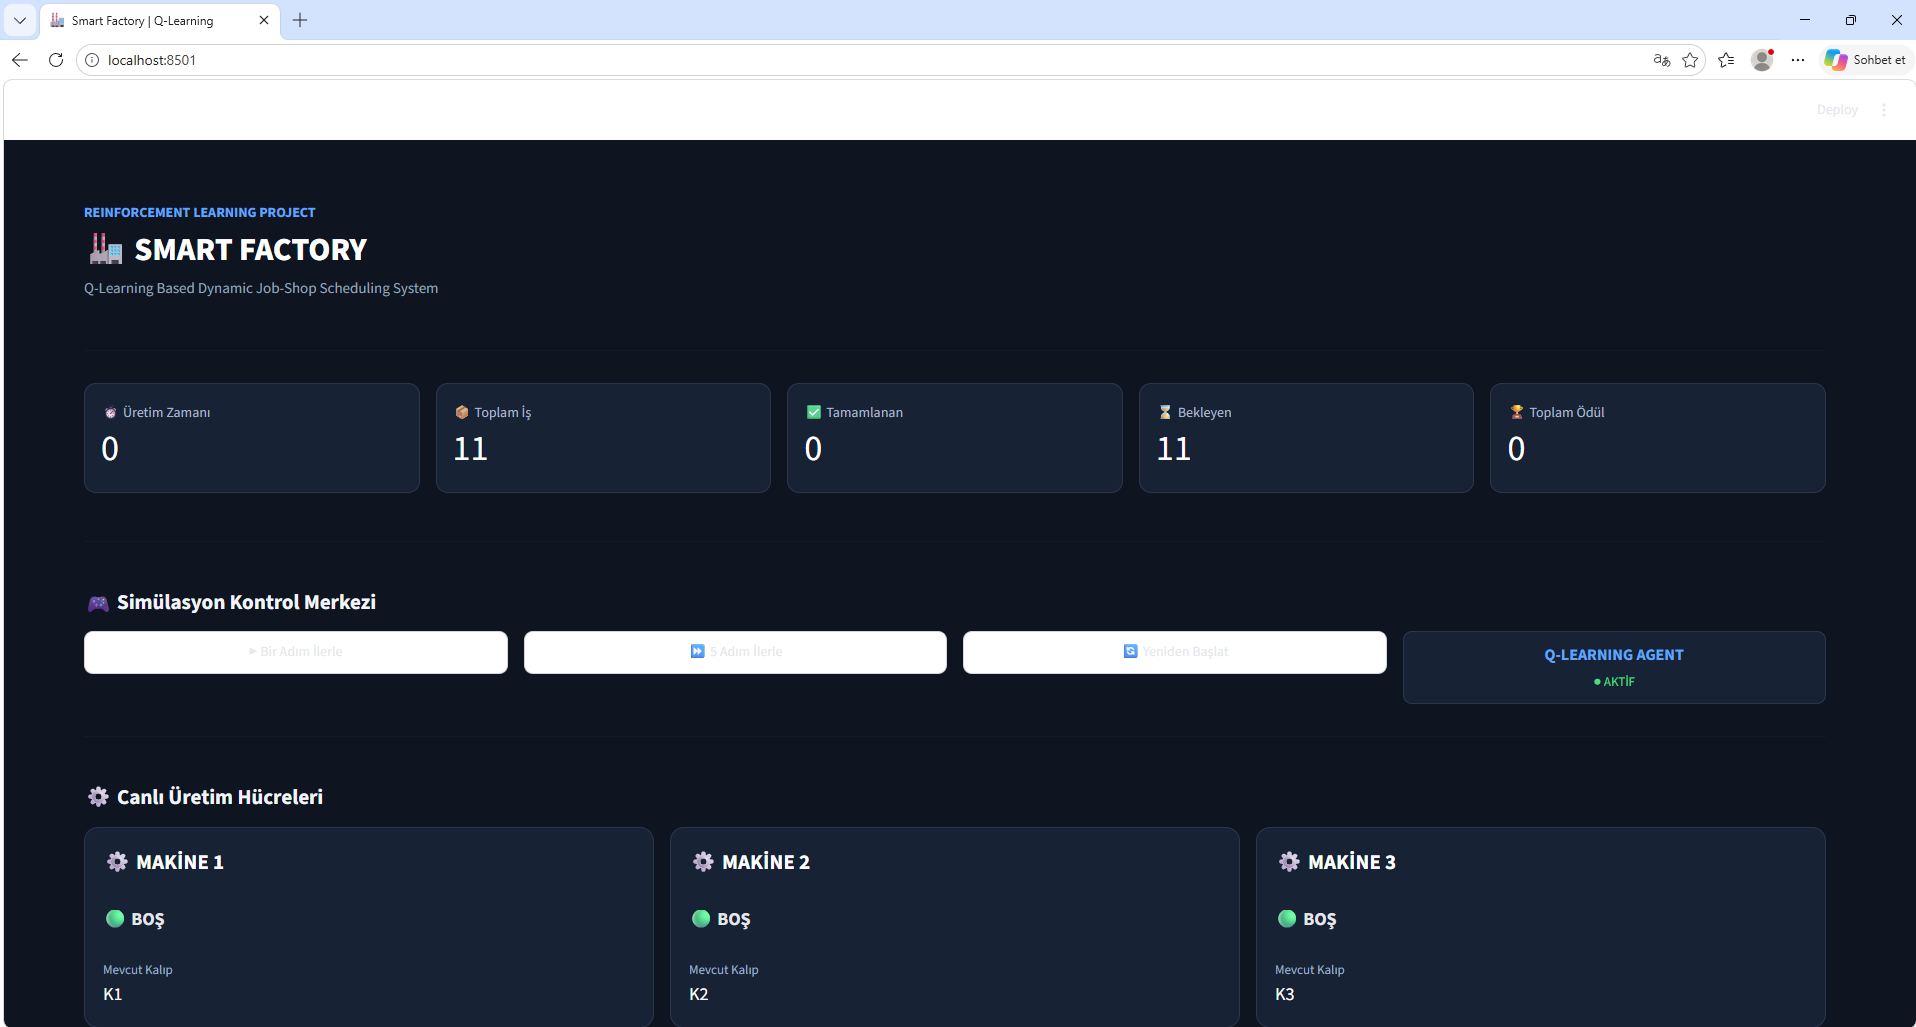 Smart Factory | Q-Learning
localhost:8501
Sohbet et
Deploy
REINFORCEMENT LEARNING PROJECT
SMART FACTORY
Q-Learning Based Dynamic Job-Shop Scheduling System
Üretim Zamanı
0
Toplam İş
11
Tamamlanan
0
Bekleyen
11
Toplam Ödül
0
Simülasyon Kontrol Merkezi
Bir Adım İlerle
5 Adım İlerle
Yeniden Başlat
Q-LEARNING AGENT
AKTİF
Canlı Üretim Hücreleri
MAKİNE 1
BOŞ
Mevcut Kalıp
K1
MAKİNE 2
BOŞ
Mevcut Kalıp
K2
MAKİNE 3
BOŞ
Mevcut Kalıp
K3